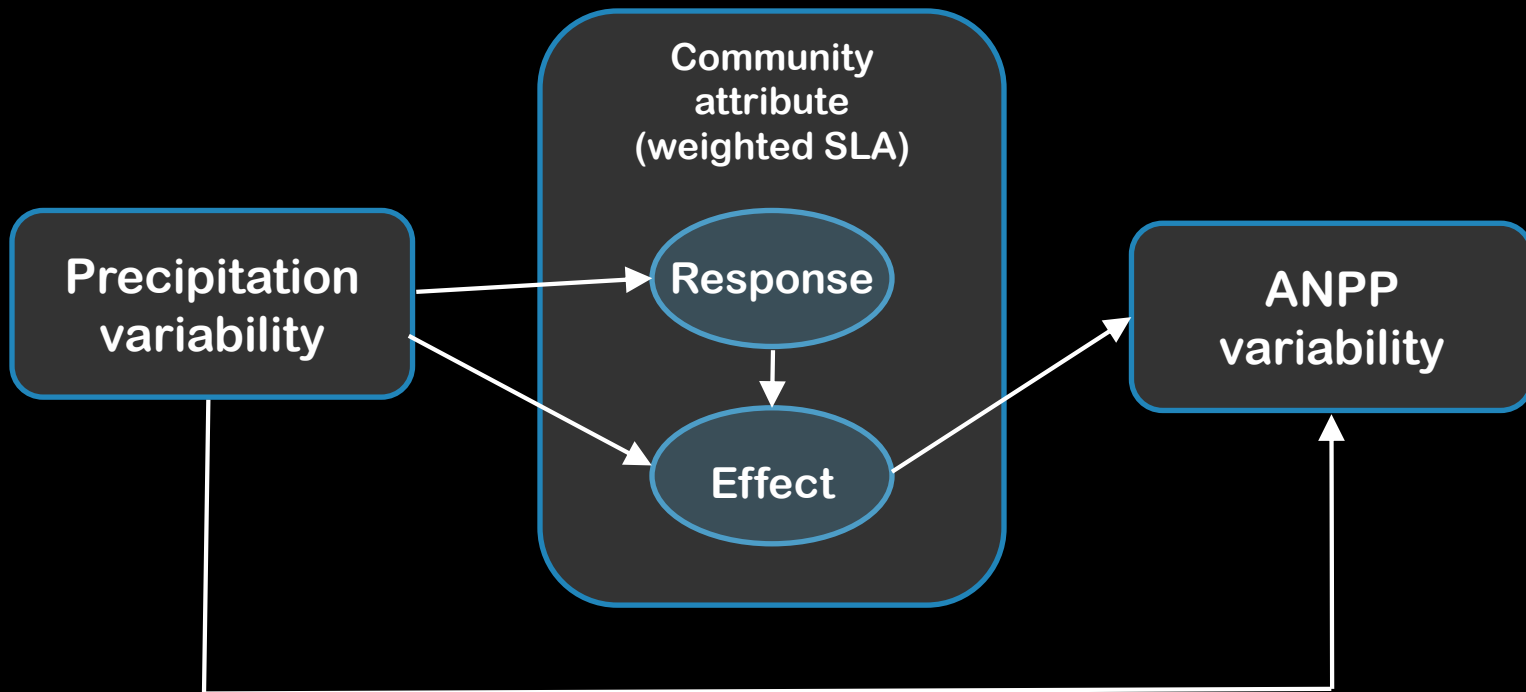 Community
attribute
(weighted SLA)
Precipitation
variability
Response
Effect
ANPP
variability